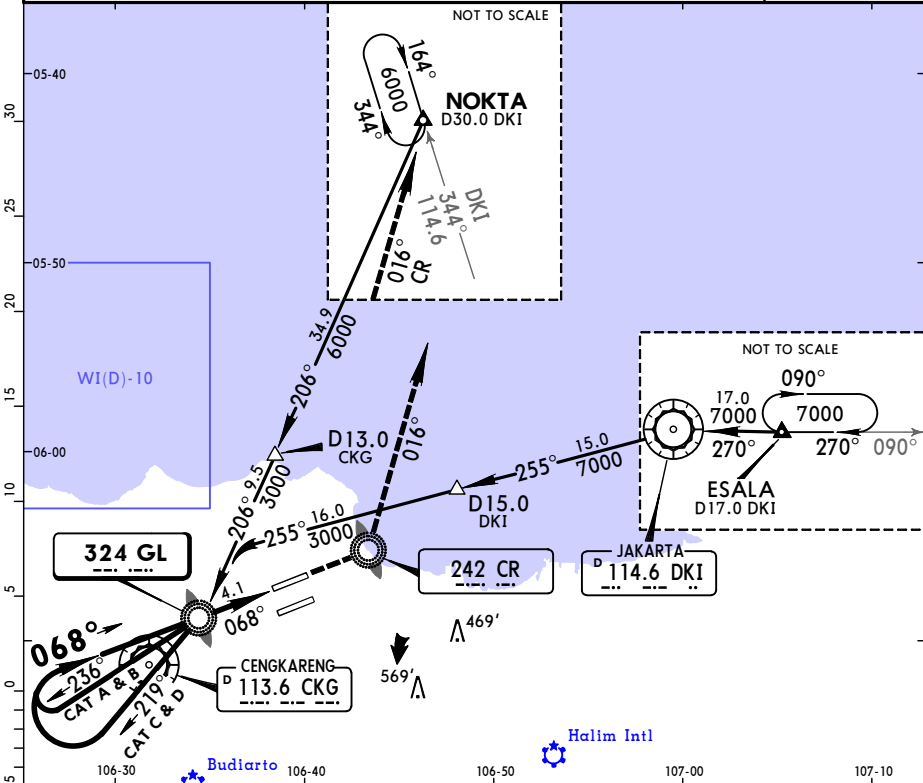 NOT TO SCALE
05-40
164°
6000
344°
NOKTA
D30.0 DKI
30
DKI
344°
114.6
25
016°
CR
05-50
20
34.9
6000
WI(D)-10
NOT TO SCALE
090°
17.0
7000
7000
270°
270°
090°
ESALA
D17.0 DKI
15
206°
016°
06-00
D13.0
CKG
15.0
255°
7000
10
9.5
206°
3000
D15.0
DKI
16.0
255°
3000
324 GL
242 CR
JAKARTA
D 114.6 DKI
5
4.1
068°
469'
068°
569'
236°
CAT A & B
219°
CAT C & D
CENGKARENG
D 113.6 CKG
0
Halim Intl
Budiarto
5
106-30
106-40
106-50
107-00
107-10